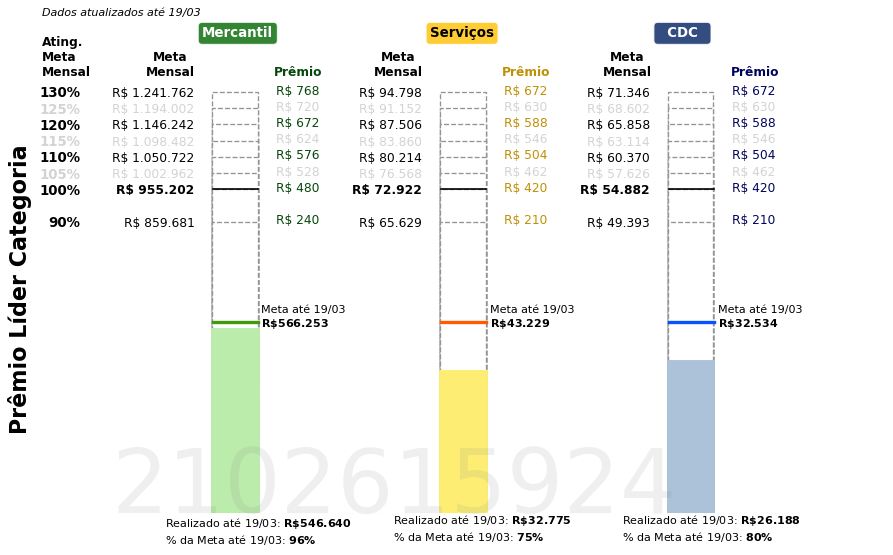 Dados atualizados até 19/03
Mercantil Serviços CDC
Ating. Meta Mensal
Meta Mensal Prêmio Meta Mensal Prêmio Meta Mensal Prêmio
130% R$ 1.241.762 R$ 768 R$ 94.798 R$ 672 R$ 71.346 R$ 672
125% R$ 1.194.002 R$ 720 R$ 91.152 R$ 630 R$ 68.602 R$ 630
120% R$ 1.146.242 R$ 672 R$ 87.506 R$ 588 R$ 65.858 R$ 588
115% R$ 1.098.482 R$ 624 R$ 83.860 R$ 546 R$ 63.114 R$ 546
110% R$ 1.050.722 R$ 576 R$ 80.214 R$ 504 R$ 60.370 R$ 504
105% R$ 1.002.962 R$ 528 R$ 76.568 R$ 462 R$ 57.626 R$ 462
100% R$ 955.202 R$ 480 R$ 72.922 R$ 420 R$ 54.882 R$ 420
90% R$ 859.681 R$ 240 R$ 65.629 R$ 210 R$ 49.393 R$ 210
Prêmio Líder Categoria
Meta até 19/03 Meta até 19/03 Meta até 19/03
R$566.253 R$43.229 R$32.534
2102615924
Realizado até 19/03: R$546.640 Realizado até 19/03: R$32.775 Realizado até 19/03: R$26.188
% da Meta até 19/03: 96% % da Meta até 19/03: 75% % da Meta até 19/03: 80%